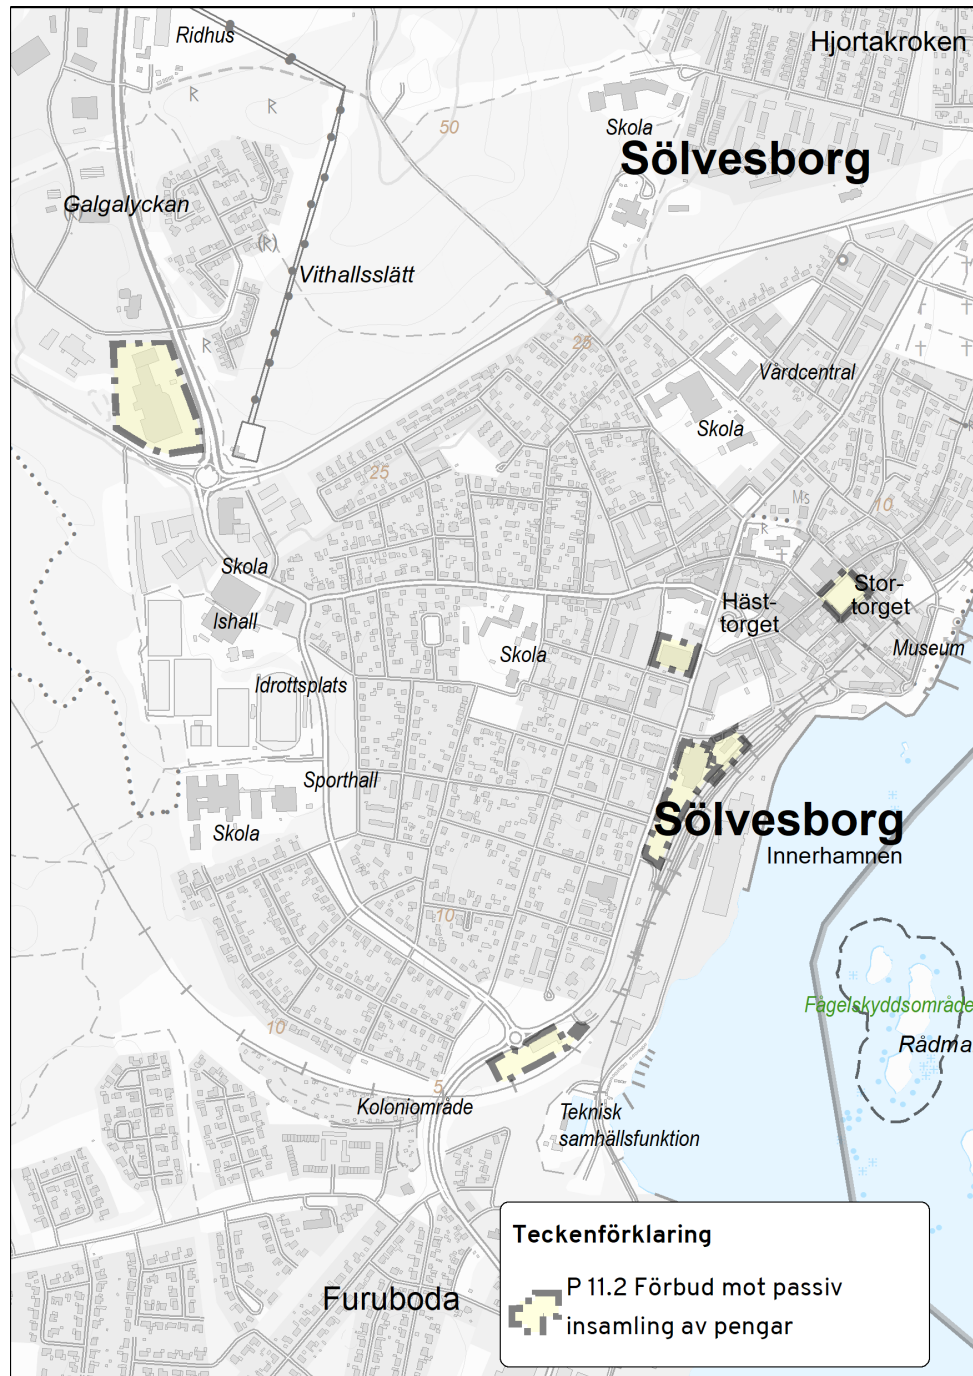 Ridhus
Hjortakroken
R
R
50
Skola
Sölvesborg
Galgalyckan
(R)
Vithallsslätt
R
25
Vårdcentral
Skola
25
Ms
10
R
R
Skola
Stor-
torget
Häst-
torget
Ishall
Museum
Skola
Idrottsplats
Sporthall
Sölvesborg
Innerhamnen
Skola
10
Fågelskyddsområde
10
Rådma
5
Koloniområde
Teknisk
samhällsfunktion
Teckenförklaring
P 11.2 Förbud mot passiv
insamling av pengar
Furuboda